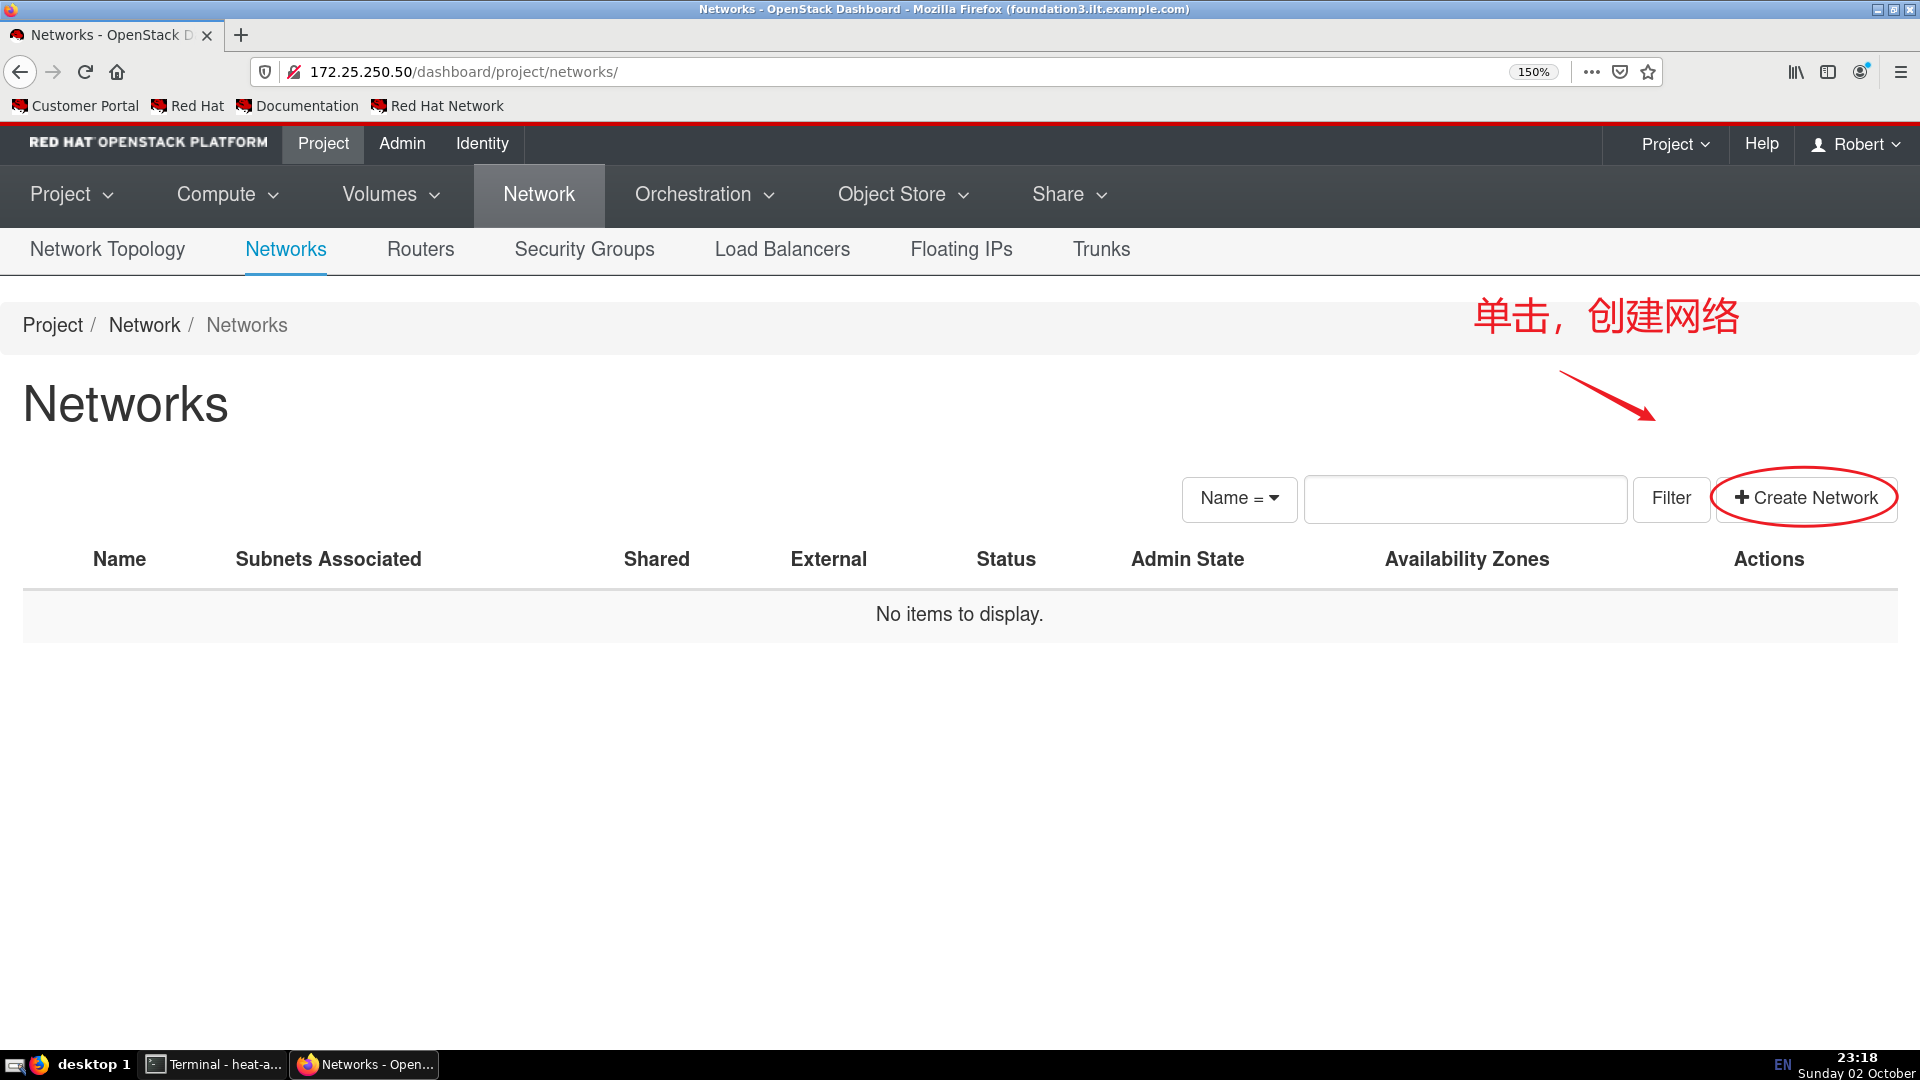 Networks - OpenStack Dashboard - Mozilla Firefox (foundation3.ilt.example.com)
Networks - OpenStack D
172.25.250.50/dashboard/project/networks/
150%
Customer Portal Red Hat Documentation Red Hat Network
RED HAT OPENSTACK PLATFORM Project Admin Identity Project Help Robert
Project Compute Volumes Network Orchestration Object Store Share
Network Topology Networks Routers Security Groups Load Balancers Floating IPs Trunks
单击，创建网络
Project / Network / Networks
Networks
Name = Filter + Create Network
Name Subnets Associated Shared External Status Admin State Availability Zones Actions
No items to display.
desktop 1 Terminal - heat-a... Networks - Open... EN 23:18
Sunday 02 October